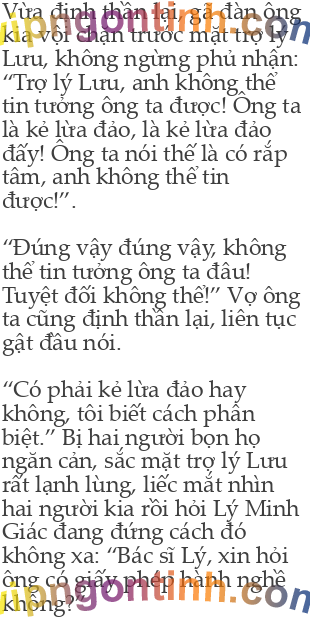 Vừa định thần lại, gã đàn ông
kia vội chặn trước mặt trợ lý
Lưu, không ngừng phủ nhận:
“Trợ lý Lưu, anh không thể
tin tưởng ông ta được! Ông ta
là kẻ lừa đảo, là kẻ lừa đảo
đấy! Ông ta nói thế là có rắp
tâm, anh không thể tin
được!”.
“Đúng vậy đúng vậy, không
thể tin tưởng ông ta đâu!
Tuyệt đối không thể!” Vợ ông
ta cũng định thần lại, liên tục
gật đầu nói.
“Có phải kẻ lừa đảo hay
không, tôi biết cách phân
biệt.” Bị hai người bọn họ
ngăn cản, sắc mặt trợ lý Lưu
rất lạnh lùng, liếc mắt nhìn
hai người kia rồi hỏi Lý Minh
Giác đang đứng cách đó
không xa: “Bác sĩ Lý, xin hỏi
ông có giấy phép hành nghề
không?”